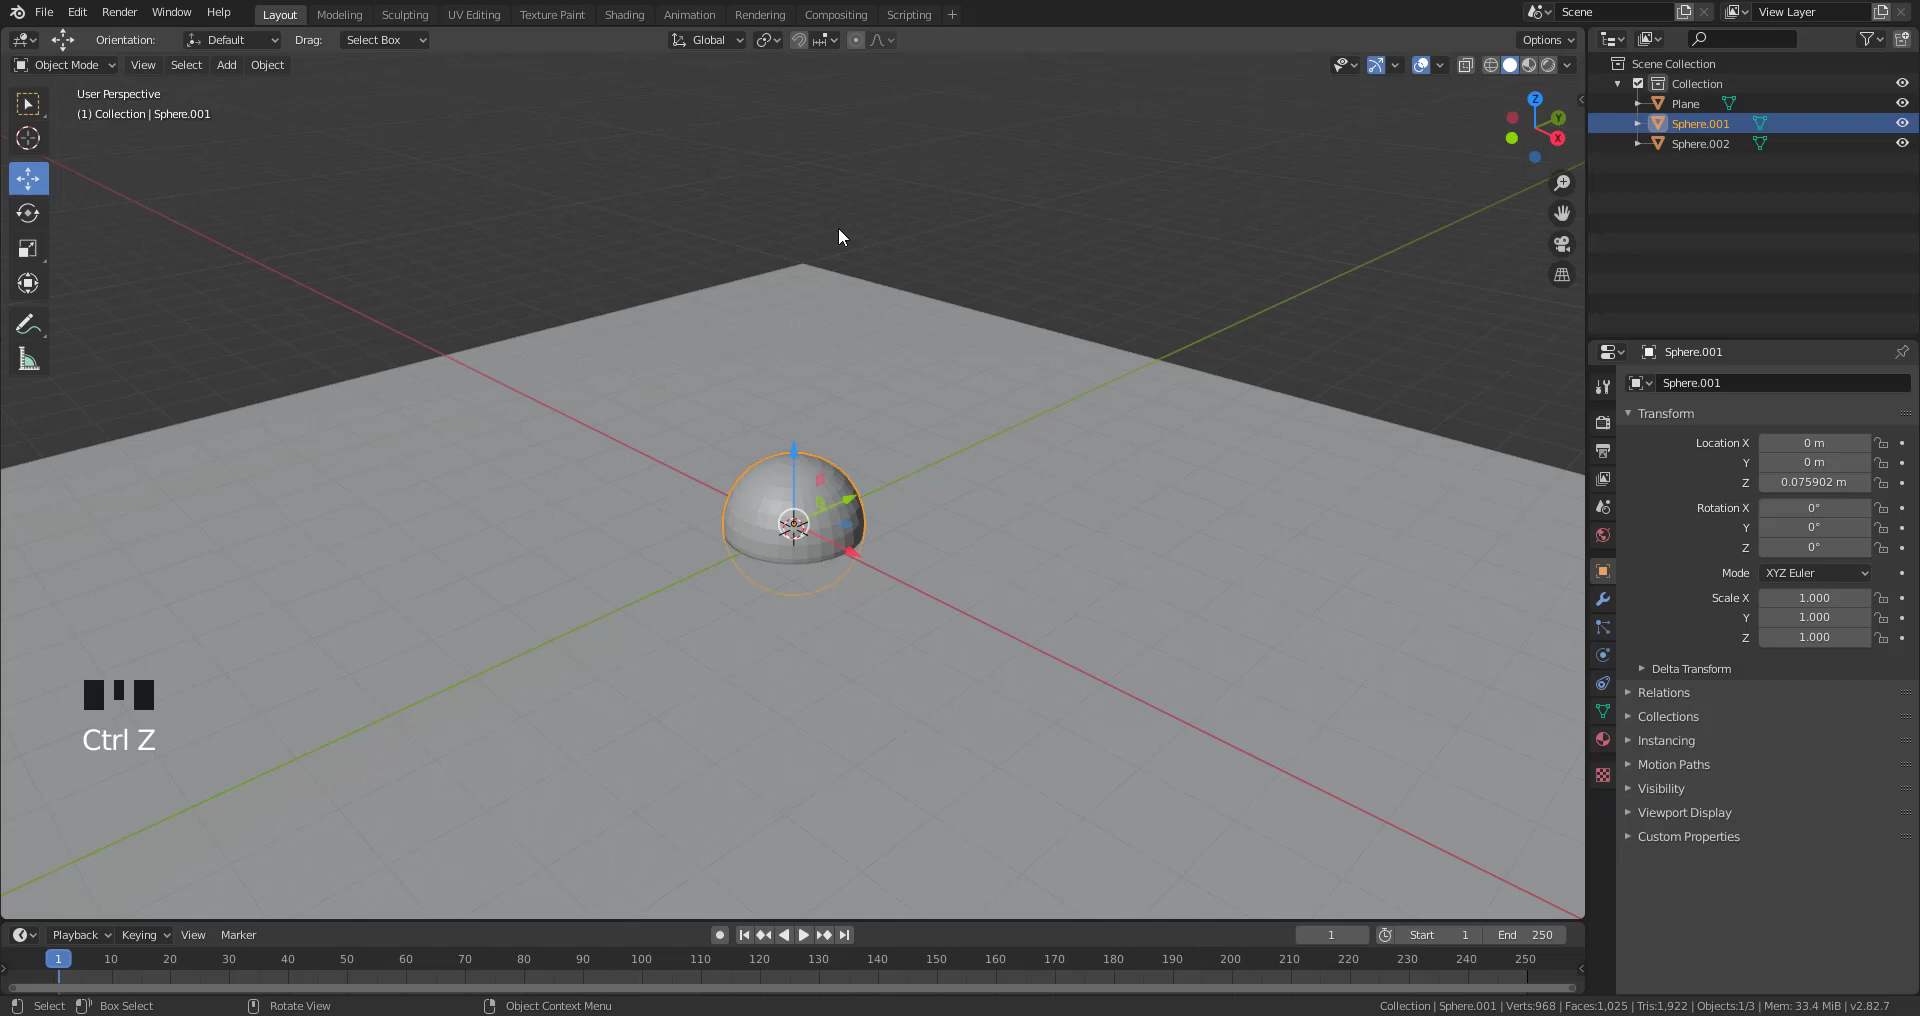 File Edit Render Window Help
Layout Modeling Sculpting UV Editing Texture Paint Shading Animation Rendering Compositing Scripting +
Scene
View Layer
Orientation: Default Drag: Select Box
Global
Options
Object Mode View Select Add Object
User Perspective
(1) Collection | Sphere.001
Z
Y
X
Scene Collection
Collection
Plane
Sphere.001
Sphere.002
Sphere.001
Sphere.001
Transform
Location X 0 m
Y 0 m
Z 0.075902 m
Rotation X 0°
Y 0°
Z 0°
Mode XYZ Euler
Scale X 1.000
Y 1.000
Z 1.000
Delta Transform
Relations
Collections
Instancing
Motion Paths
Visibility
Viewport Display
Custom Properties
Ctrl Z
Playback Keying View Marker
1 Start 1 End 250
1 10 20 30 40 50 60 70 80 90 100 110 120 130 140 150 160 170 180 190 200 210 220 230 240 250
Select Box Select Rotate View Object Context Menu
Collection | Sphere.001 | Verts:968 | Faces:1,025 | Tris:1,922 | Objects:1/3 | Mem: 33.4 MiB | v2.82.7